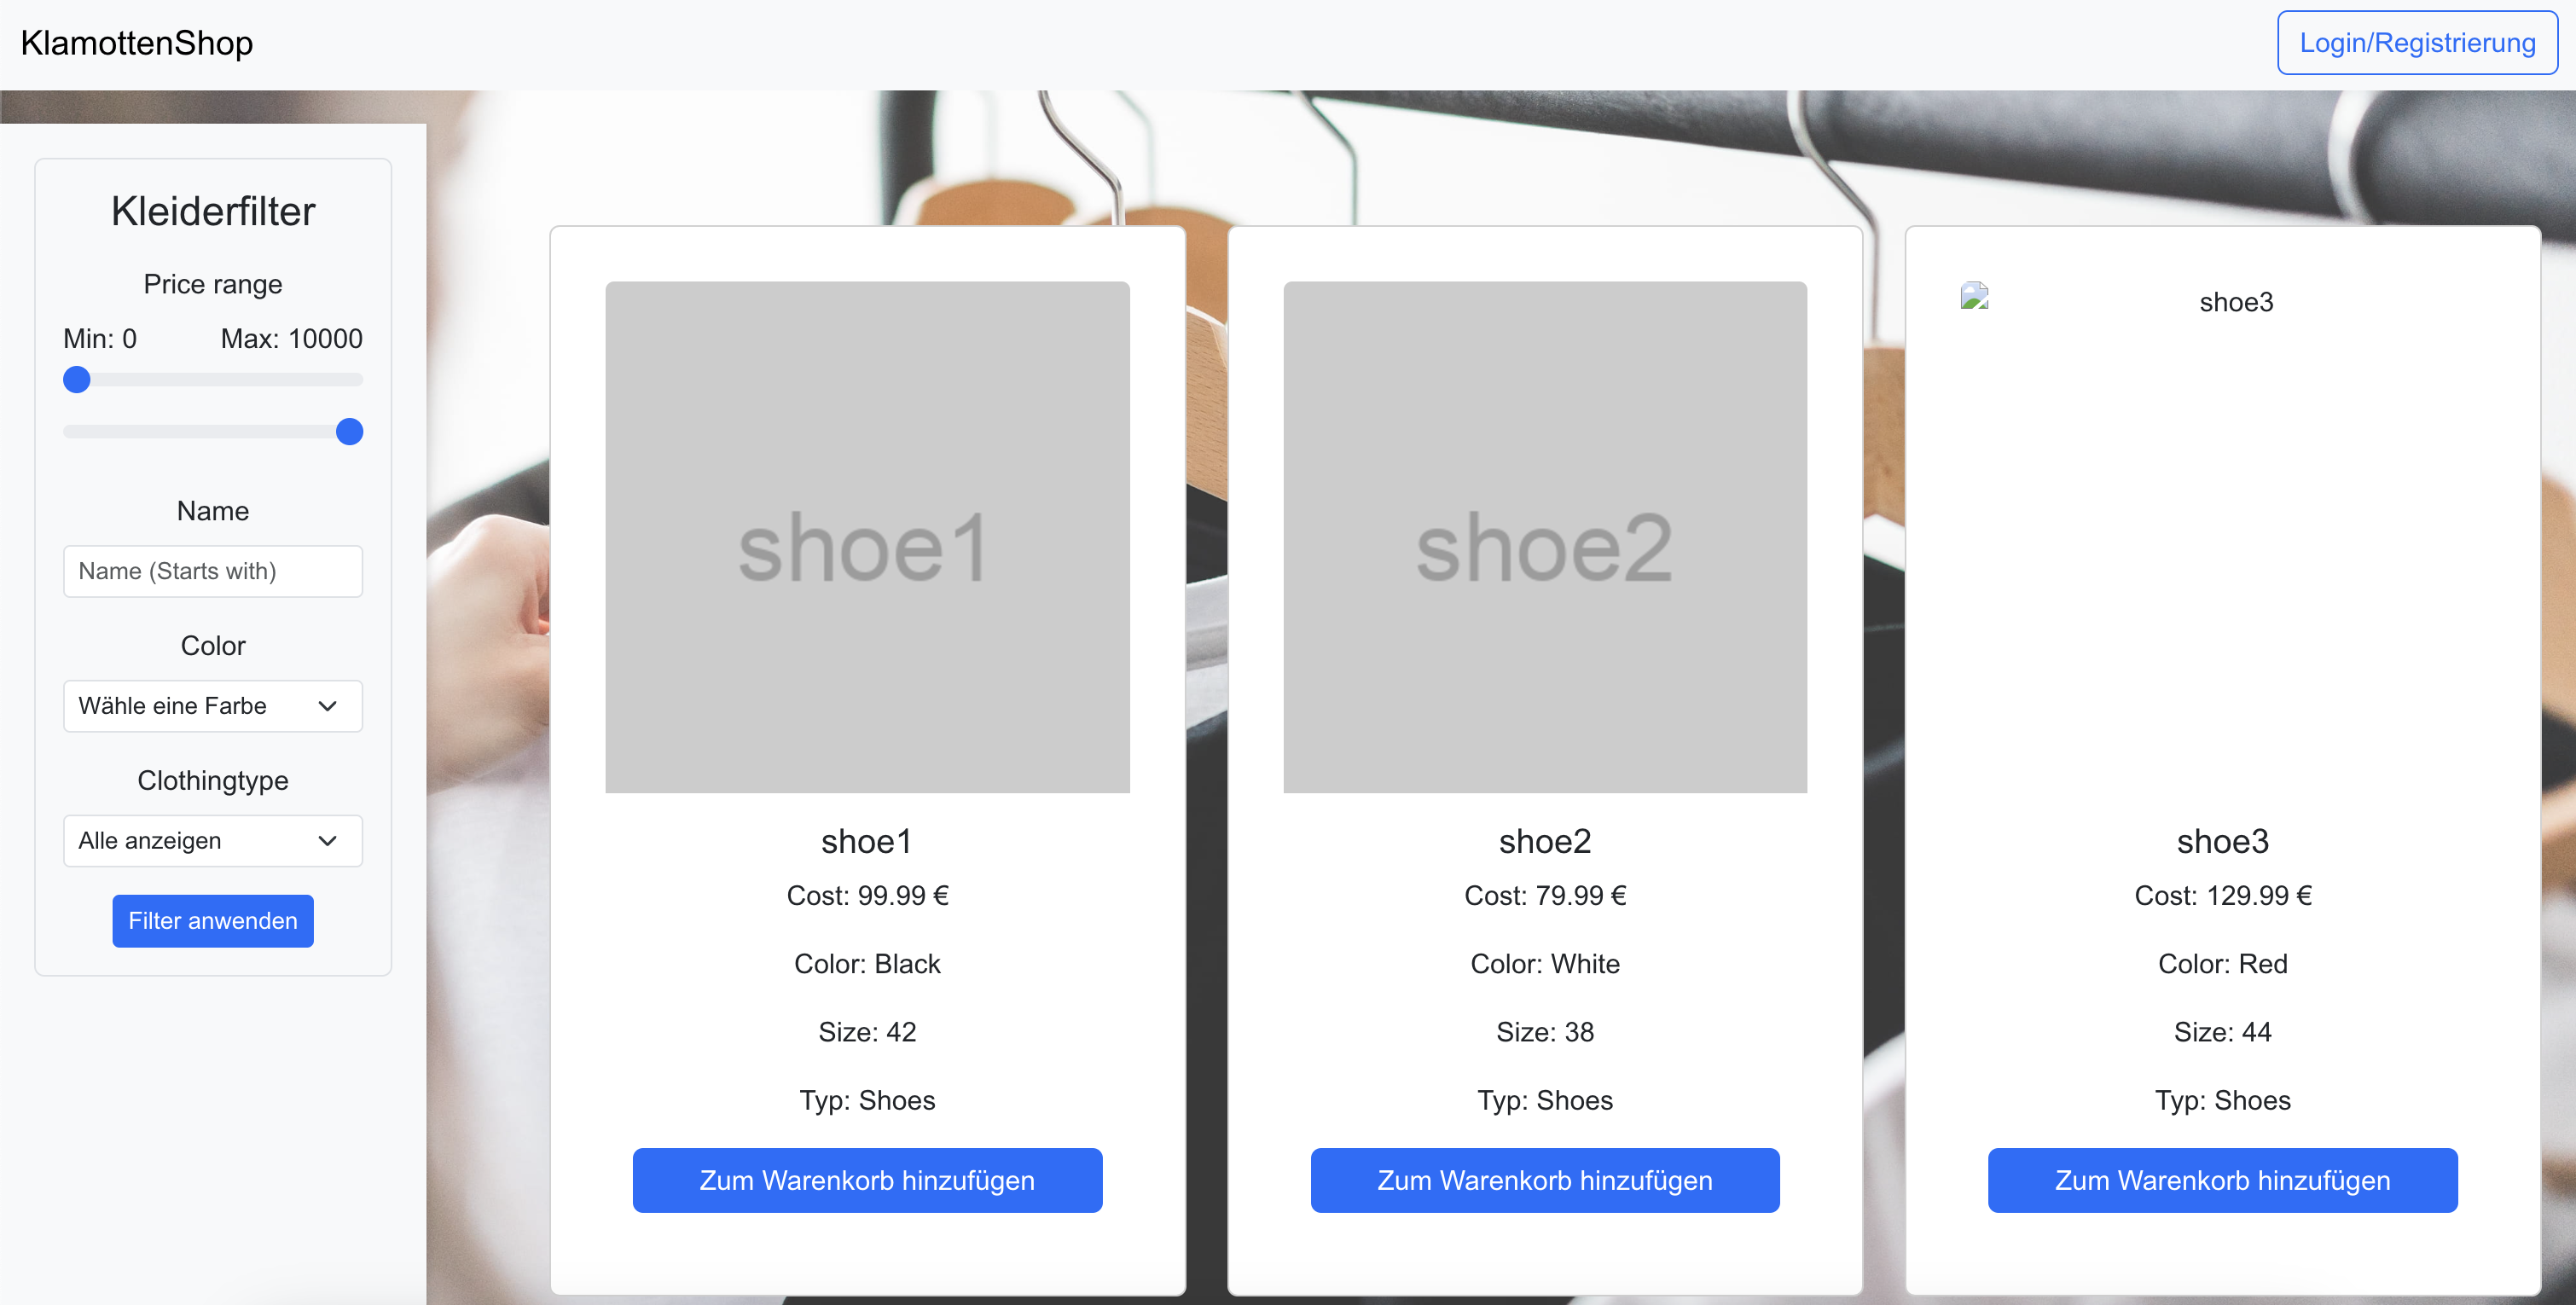 KlamottenShop
Login/Registrierung
Kleiderfilter
Price range
Min: 0 Max: 10000
Name
Name (Starts with)
Color
Wähle eine Farbe
Clothingtype
Alle anzeigen
Filter anwenden
shoe1
shoe1
Cost: 99.99 €
Color: Black
Size: 42
Typ: Shoes
Zum Warenkorb hinzufügen
shoe2
shoe2
Cost: 79.99 €
Color: White
Size: 38
Typ: Shoes
Zum Warenkorb hinzufügen
shoe3
shoe3
Cost: 129.99 €
Color: Red
Size: 44
Typ: Shoes
Zum Warenkorb hinzufügen